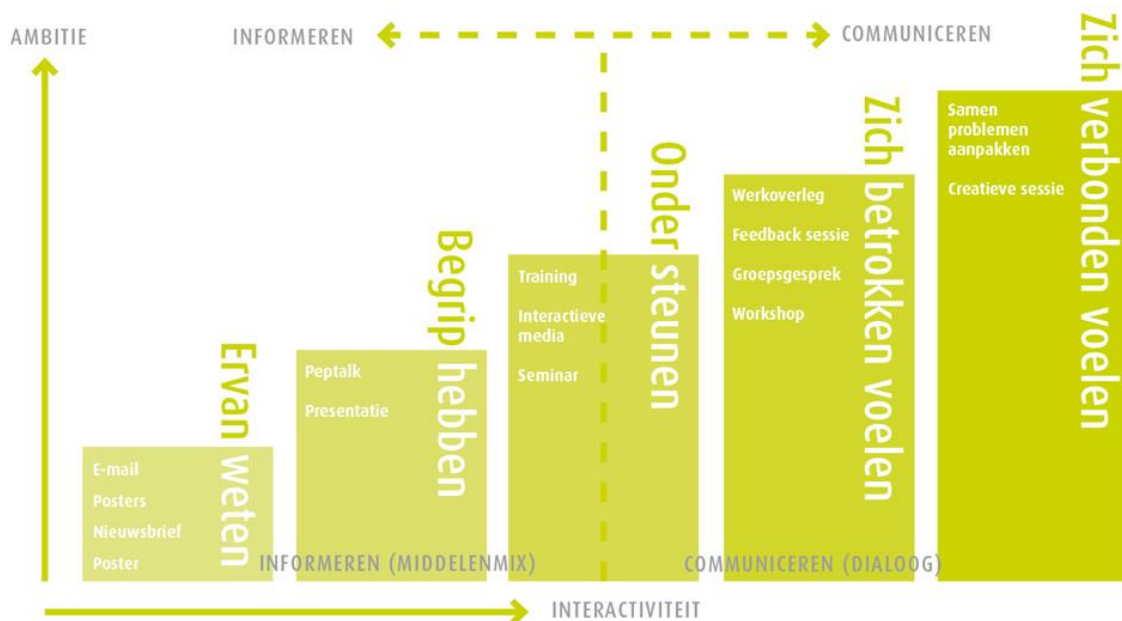 AMBITIE
INFORMEREN
COMMUNICEREN
Ervan weten
E-mail
Posters
Nieuwsbrief
Poster
Begrip hebben
Peptalk
Presentatie
Onder steunen
Training
Interactieve
media
Seminar
Zich betrokken voelen
Werkoverleg
Feedback sessie
Groepsgesprek
Workshop
Zich verbonden voelen
Samen
problemen
aanpakken
Creatieve sessie
INFORMEREN (MIDDELENMIX)
COMMUNICEREN (DIALOOG)
INTERACTIVITEIT